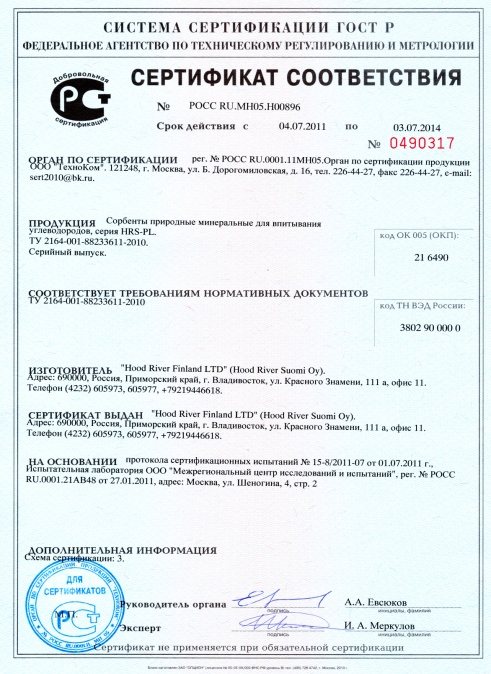 СИСТЕМА СЕРТИФИКАЦИИ ГОСТ Р
ФЕДЕРАЛЬНОЕ АГЕНТСТВО ПО ТЕХНИЧЕСКОМУ РЕГУЛИРОВАНИЮ И МЕТРОЛОГИИ
Добровольная
сертификация
СЕРТИФИКАТ СООТВЕТСТВИЯ
№ РОСС RU.МН05.Н00896
Срок действия с 04.07.2011 по 03.07.2014
№ 0490317
ОРГАН ПО СЕРТИФИКАЦИИ рег. № РОСС RU.0001.11МН05.Орган по сертификации продукции
ООО "ТехноКом". 121248, г. Москва, ул. Б. Дорогомиловская, д. 16, тел. 226-44-27, факс 226-44-27, e-mail:
sert2010@bk.ru.
ПРОДУКЦИЯ Сорбенты природные минеральные для впитывания
углеводородов, серия HRS-PL.
ТУ 2164-001-88233611-2010.
Серийный выпуск.
код ОК 005 (ОКП):
21 6490
СООТВЕТСТВУЕТ ТРЕБОВАНИЯМ НОРМАТИВНЫХ ДОКУМЕНТОВ
ТУ 2164-001-88233611-2010
код ТН ВЭД России:
3802 90 000 0
ИЗГОТОВИТЕЛЬ "Hood River Finland LTD" (Hood River Suomi Oy).
Адрес: 690000, Россия, Приморский край, г. Владивосток, ул. Красного Знамени, 111 а, офис 11.
Телефон (4232) 605973, 605977, +79219446618.
СЕРТИФИКАТ ВЫДАН "Hood River Finland LTD" (Hood River Suomi Oy).
Адрес: 690000, Россия, Приморский край, г. Владивосток, ул. Красного Знамени, 111 а, офис 11.
Телефон (4232) 605973, 605977, +79219446618.
НА ОСНОВАНИИ протокола сертификационных испытаний № 15-8/2011-07 от 01.07.2011 г.,
Испытательная лаборатория ООО "Межрегиональный центр исследований и испытаний", рег. № РОСС
RU.0001.21АВ48 от 27.01.2011, адрес: Москва, ул. Шеногина, 4, стр. 2
ДОПОЛНИТЕЛЬНАЯ ИНФОРМАЦИЯ
Схема сертификации: 3.
ДЛЯ
СЕРТИФИКАТОВ
М.П.
Руководитель органа
подпись
А.А. Евсюков
инициалы, фамилия
Эксперт
подпись
И. А. Меркулов
инициалы, фамилия
Сертификат не применяется при обязательной сертификации